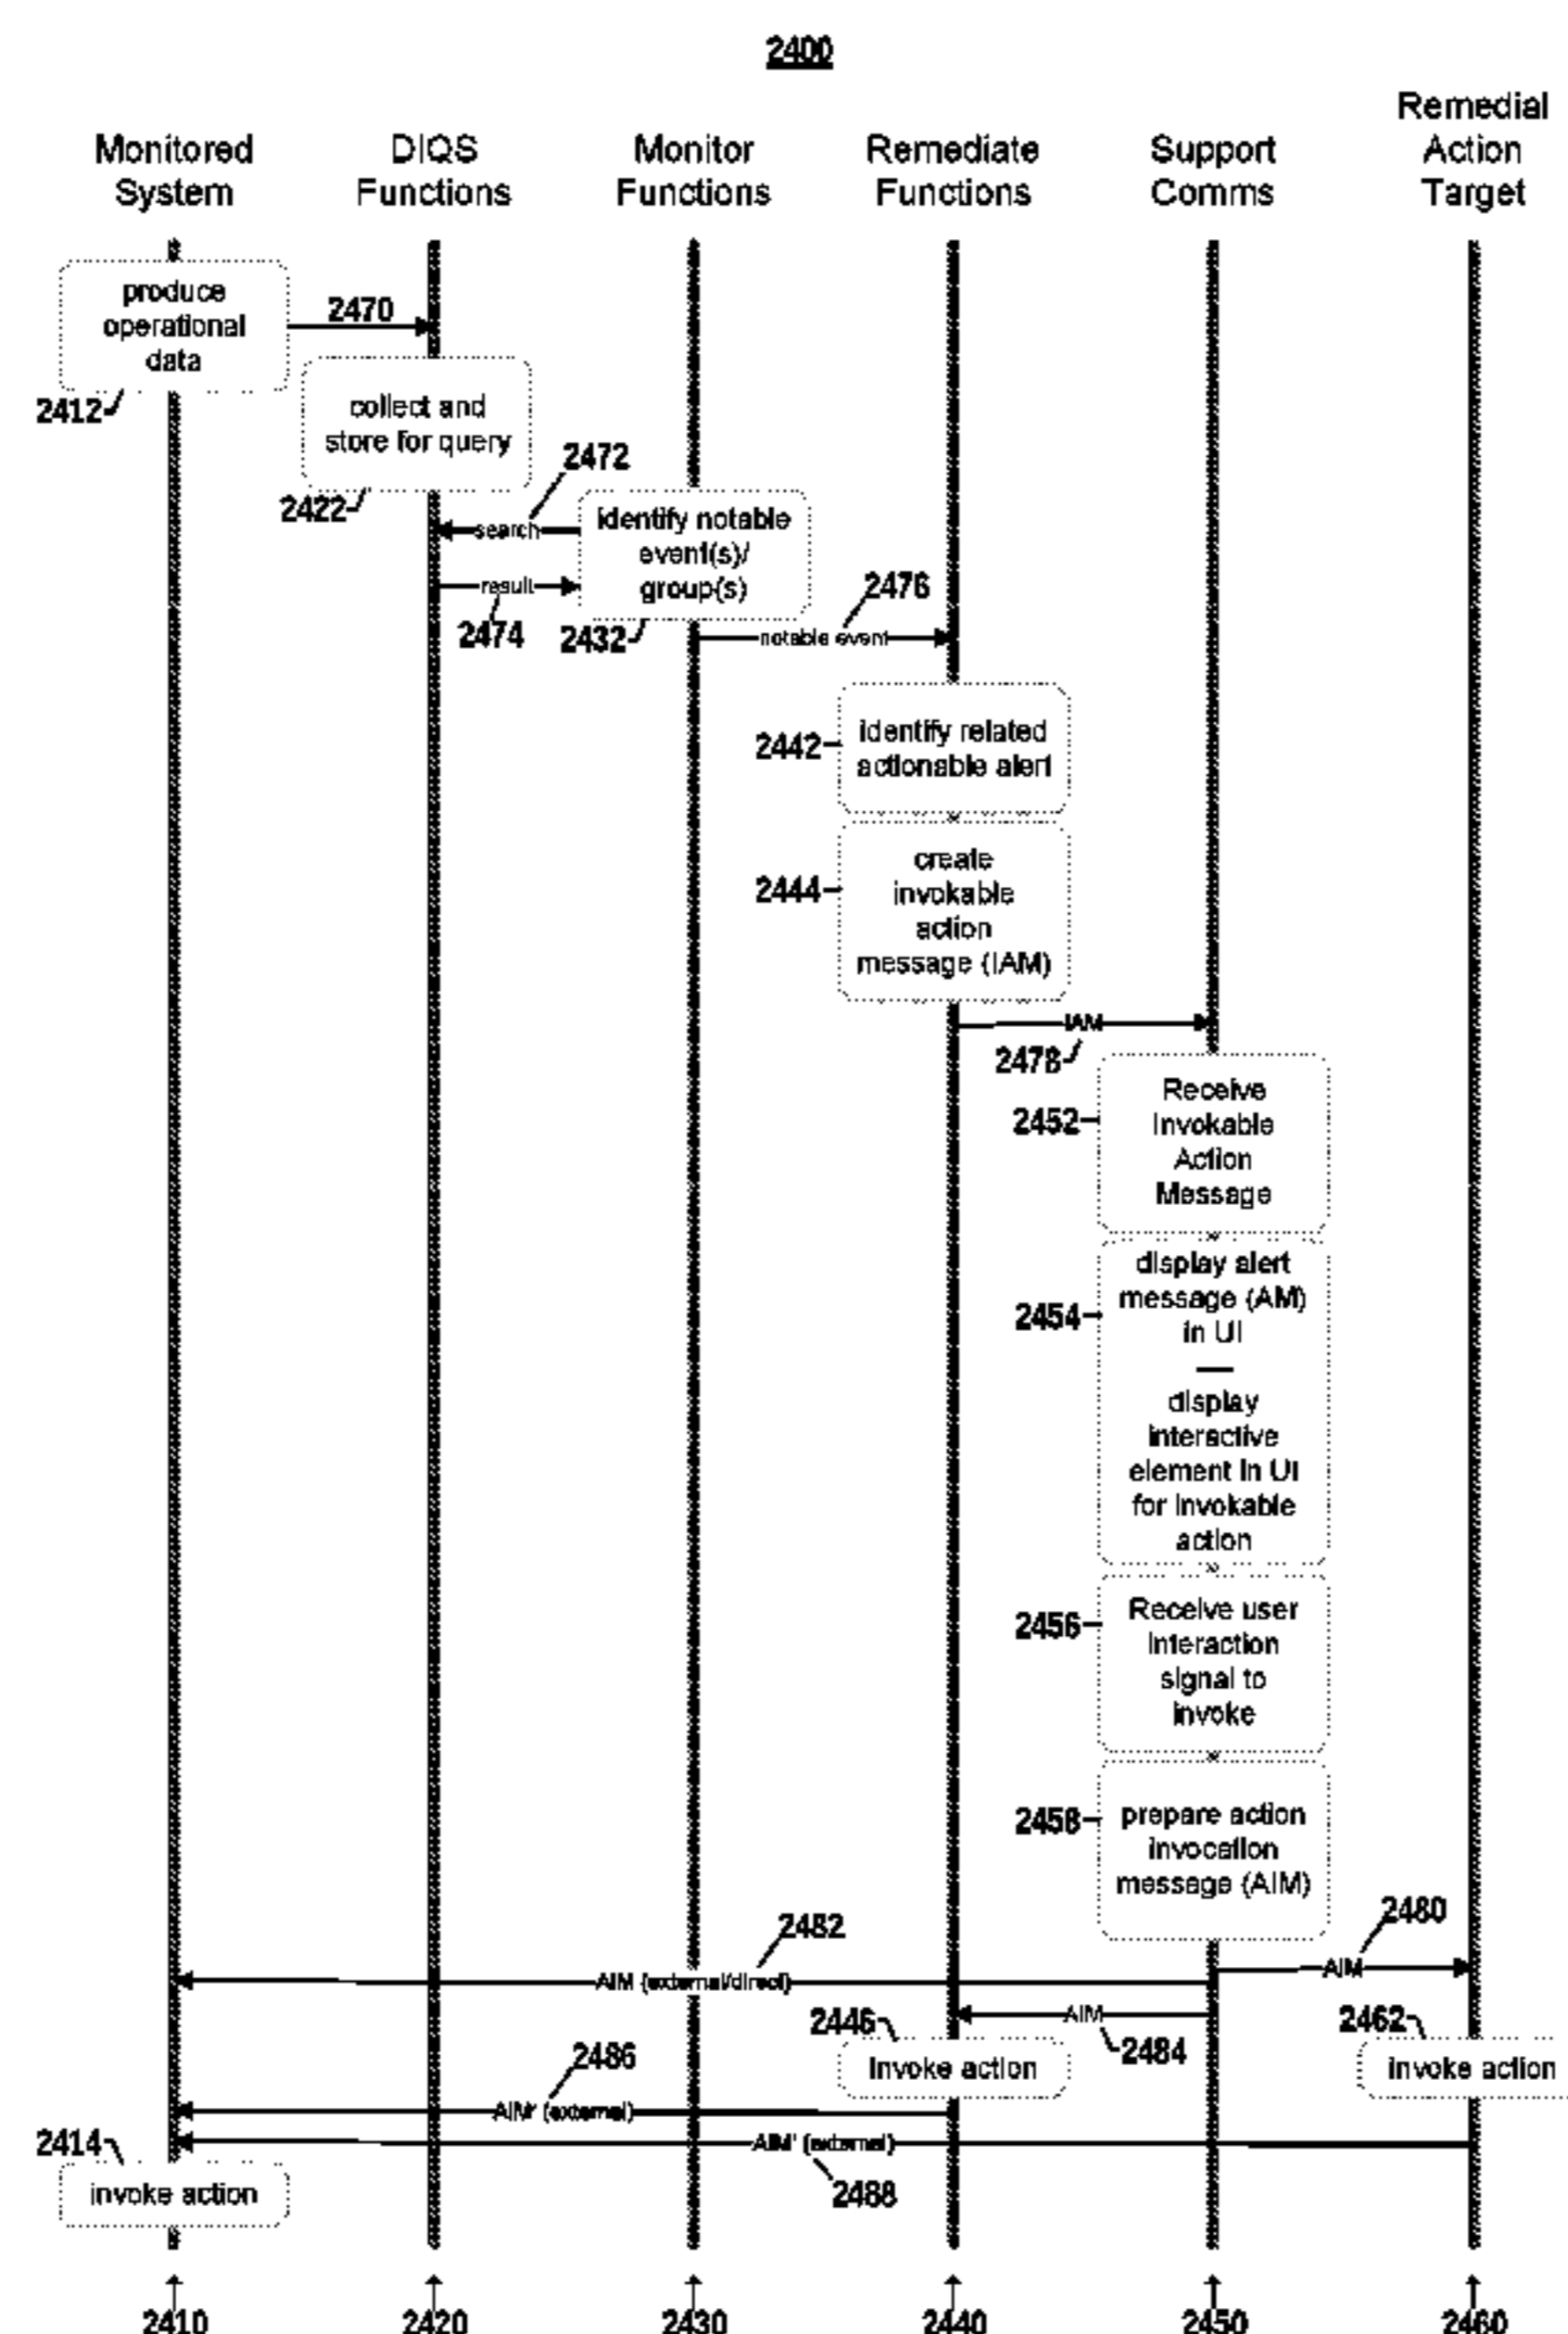 2400
Monitored
System
DIQS
Functions
Monitor
Functions
Remediate
Functions
Support
Comms
Remedial
Action
Target
produce
operational
data
2412
2470
collect and
store for query
2422
2472
search
result
2474
identify notable
event(s)/
group(s)
2432
2476
notable event
2442
identify related
actionable alert
2444
create
invokable
action
message (IAM)
IAM
2478
2452
Receive
Invokable
Action
Message
2454
display alert
message (AM)
in UI
—
display
interactive
element in UI
for invokable
action
2456
Receive user
interaction
signal to
invoke
2458
prepare action
invocation
message (AIM)
2480
AIM
2482
AIM (external/direct)
AIM
2484
2446
invoke action
2462
invoke action
2486
AIM' (external)
AIM' (external)
2488
2414
invoke action
2410
2420
2430
2440
2450
2460